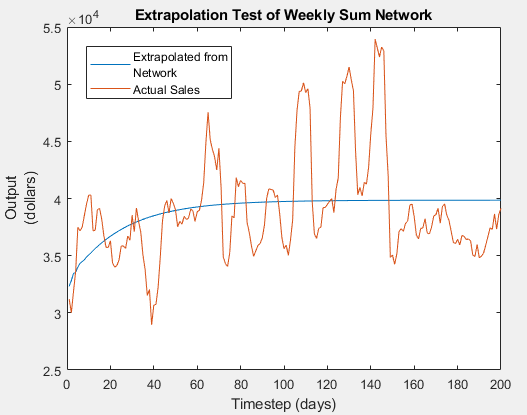 Extrapolation Test of Weekly Sum Network
×10⁴
5.5
5
4.5
4
3.5
3
2.5
Output
(dollars)
Extrapolated from
Network
Actual Sales
0 20 40 60 80 100 120 140 160 180 200
Timestep (days)